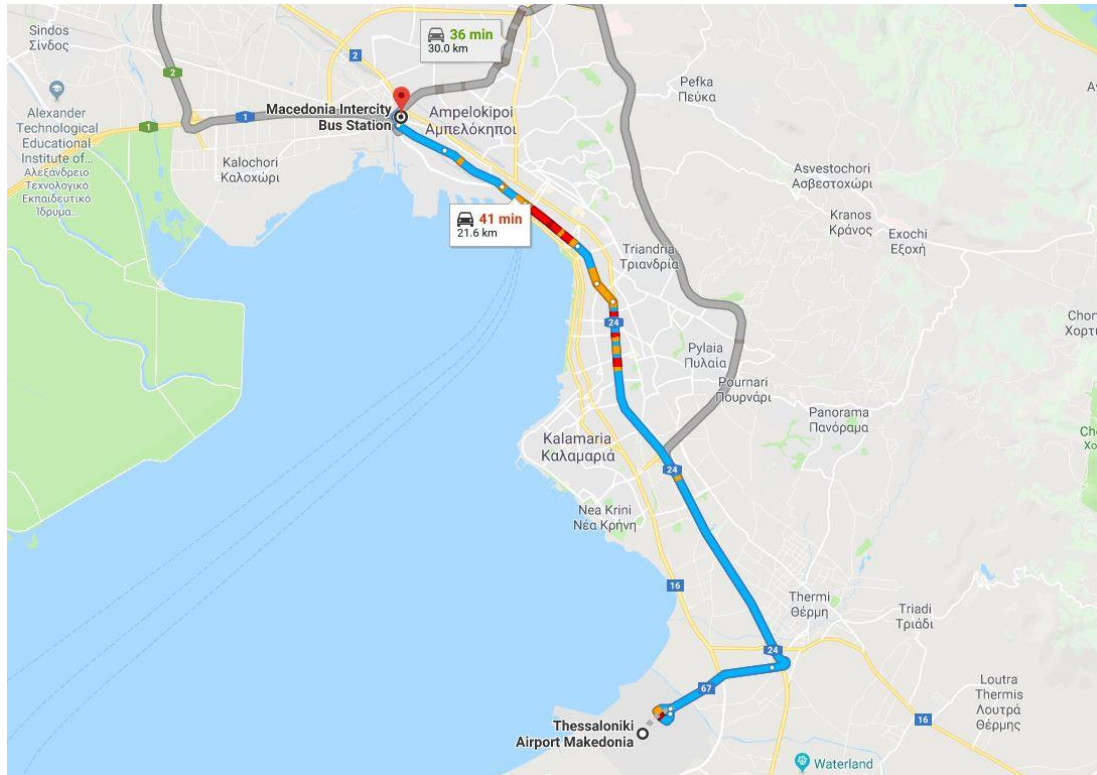 Sindos
Σίνδος
36 min
30.0 km
2
2
Pefka
Πεύκα
Macedonia Intercity
Bus Station
Ampelokipoi
Αμπελόκηποι
1
1
Alexander
Technological
Educational
Institute of...
Αλεξάνδρειο
Τεχνολογικό
Εκπαιδευτικό
Ίδρυμα...
Kalochori
Καλοχώρι
Asvestochori
Ασβεστοχώρι
41 min
21.6 km
Kranos
Κράνος
Exochi
Εξοχή
Triandria
Τριανδρία
24
Chor
Χορτι
Pylaia
Πυλαία
Pournari
Πουρνάρι
Panorama
Πανόραμα
Kalamaria
Καλαμαριά
24
Nea Krini
Νέα Κρήνη
16
Thermi
Θέρμη
Triadi
Τριάδι
24
67
Loutra
Thermis
Λουτρά
Θέρμης
16
Thessaloniki
Airport Makedonia
Waterland